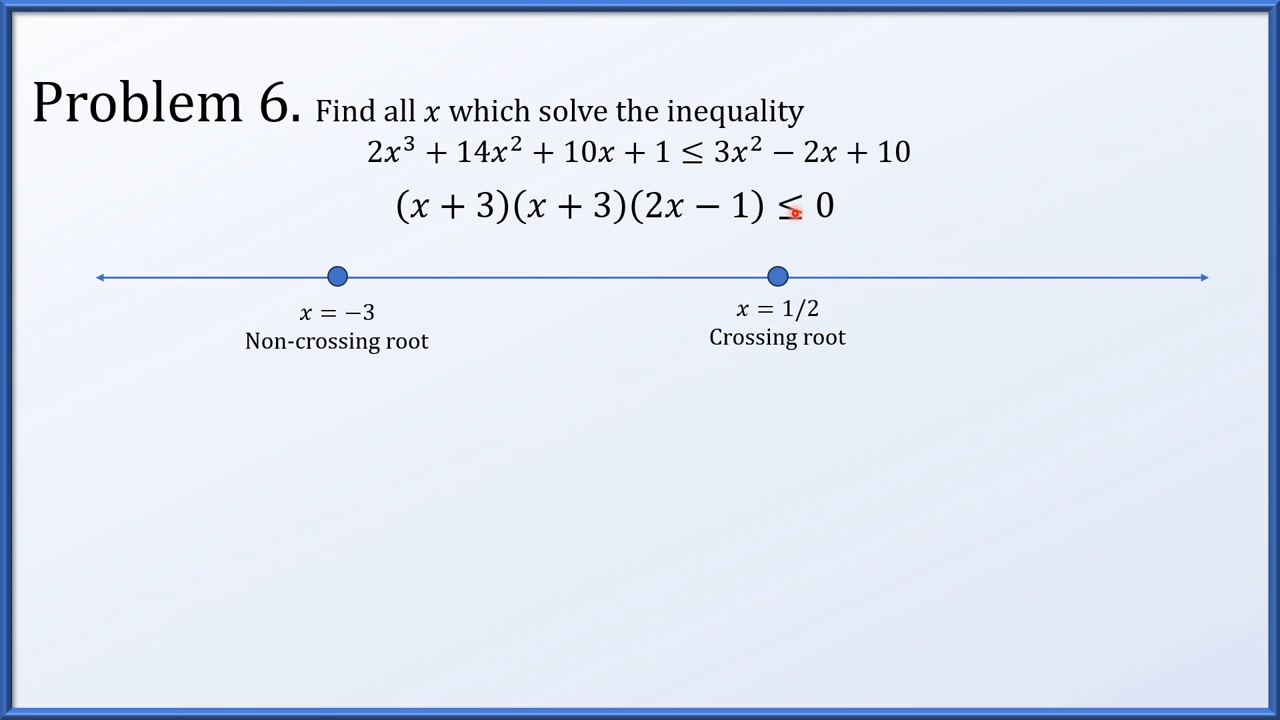 Problem 6. Find all x which solve the inequality
2x³ + 14x² + 10x + 1 ≤ 3x² − 2x + 10
(x + 3)(x + 3)(2x − 1) ≤ 0
x = −3
Non-crossing root
x = 1/2
Crossing root